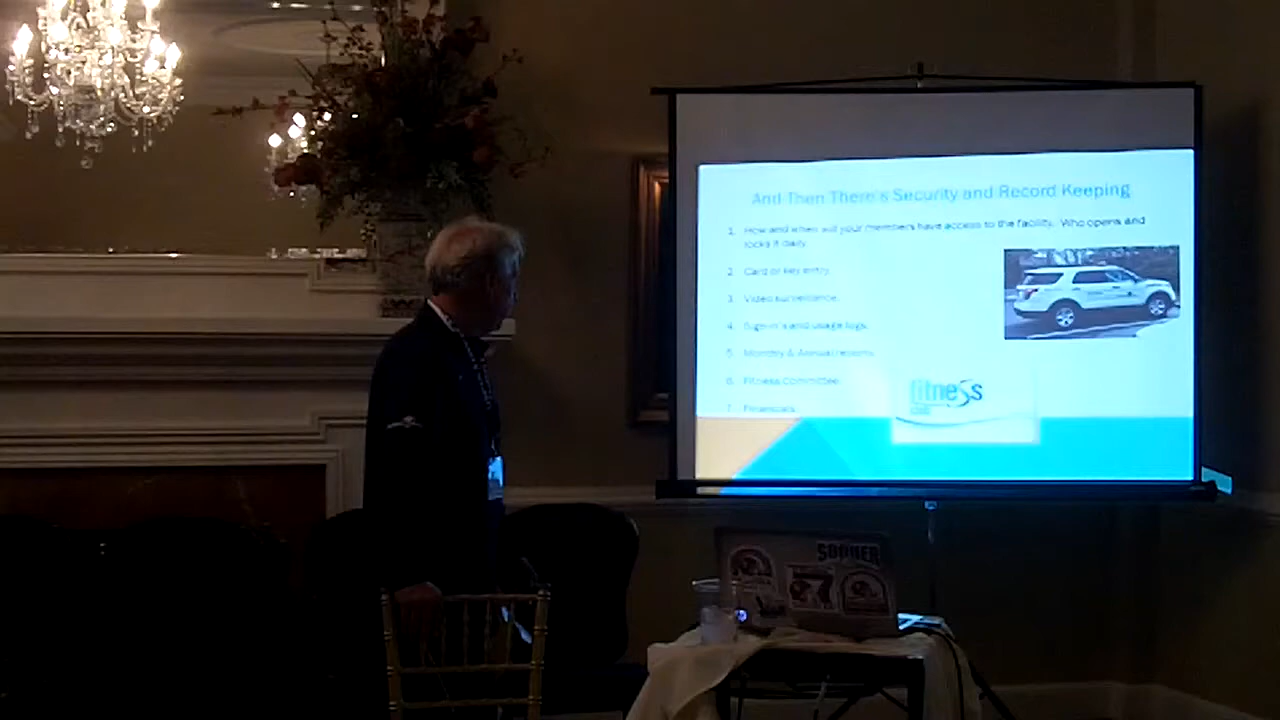 And Then There's Security and Record Keeping
1. How and when will your members have access to the facility. Who opens and
locks it daily.
2. Card or key entry.
3. Video surveillance.
4. Sign-in's and usage logs.
5. Monthly & Annual reports.
6. Fitness Committee.
7. Financials.
fitness
club
SOONER